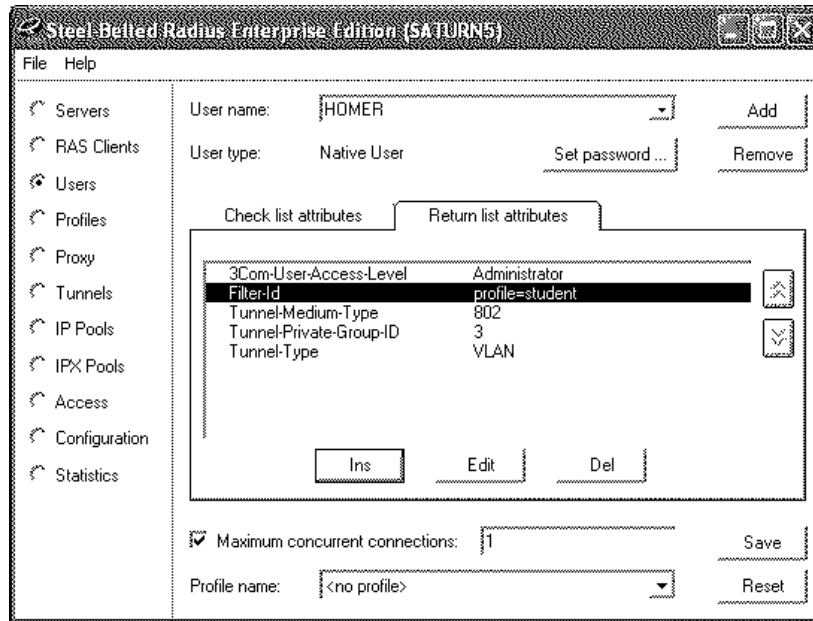 Steel-Belted Radius Enterprise Edition (SATURN5)
File Help
Servers
RAS Clients
Users
Profiles
Proxy
Tunnels
IP Pools
IPX Pools
Access
Configuration
Statistics
User name: HOMER Add
User type: Native User Set password ... Remove
Check list attributes Return list attributes
3Com-User-Access-Level Administrator
Filter-Id profile=student
Tunnel-Medium-Type 802
Tunnel-Private-Group-ID 3
Tunnel-Type VLAN
Ins Edit Del
Maximum concurrent connections: 1 Save
Profile name: <no profile> Reset